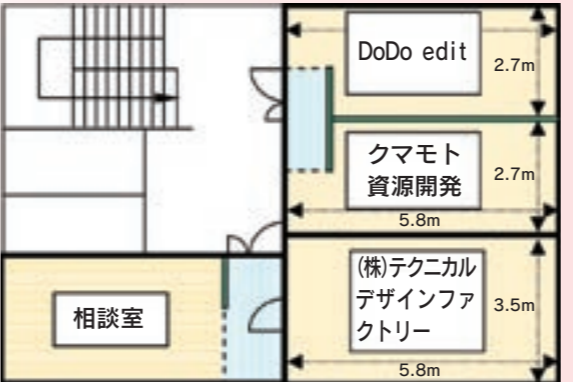 DoDo edit
2.7m
クマモト
資源開発
2.7m
5.8m
(株)テクニカル
デザインファ
クトリー
3.5m
5.8m
相談室